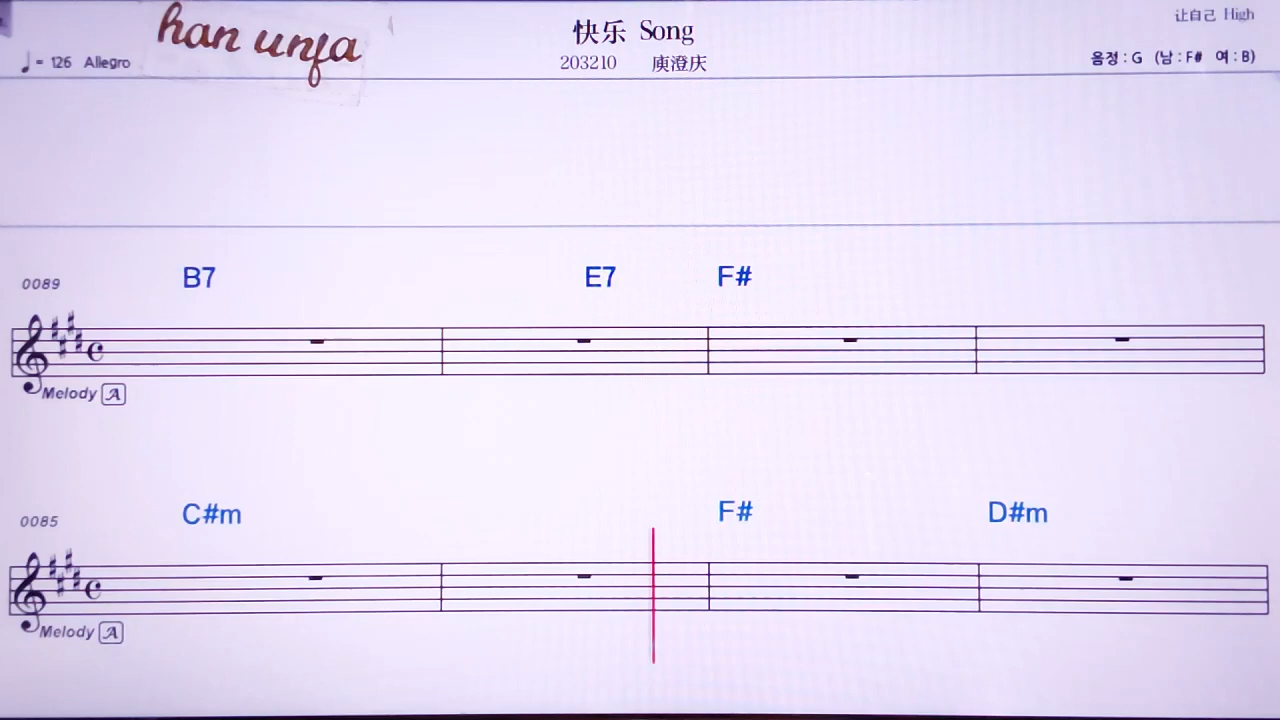 han unfa
快乐 Song
让自己 High
♩= 126 Allegro
203210 庾澄庆
음정 : G (남 : F# 여 : B)
0089 B7 E7 F#
Melody A
0085 C#m F# D#m
Melody A